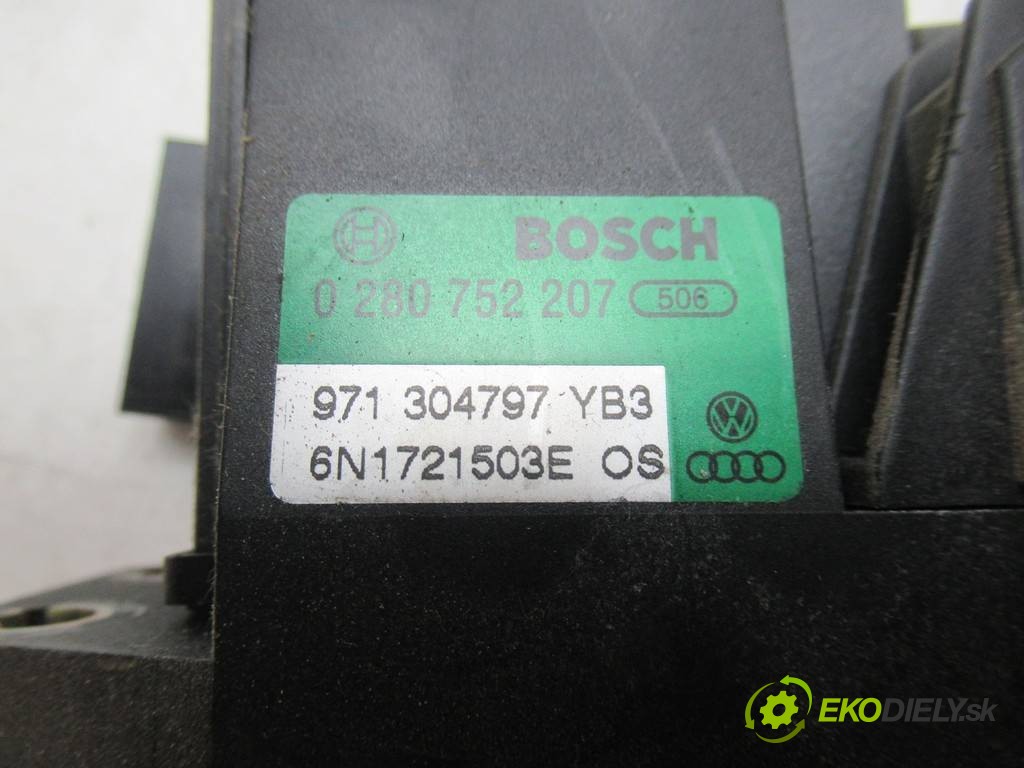 BOSCH
0 280 752 207 506
971 304797 YB3
6N1721503E OS
EKODIELY.sk